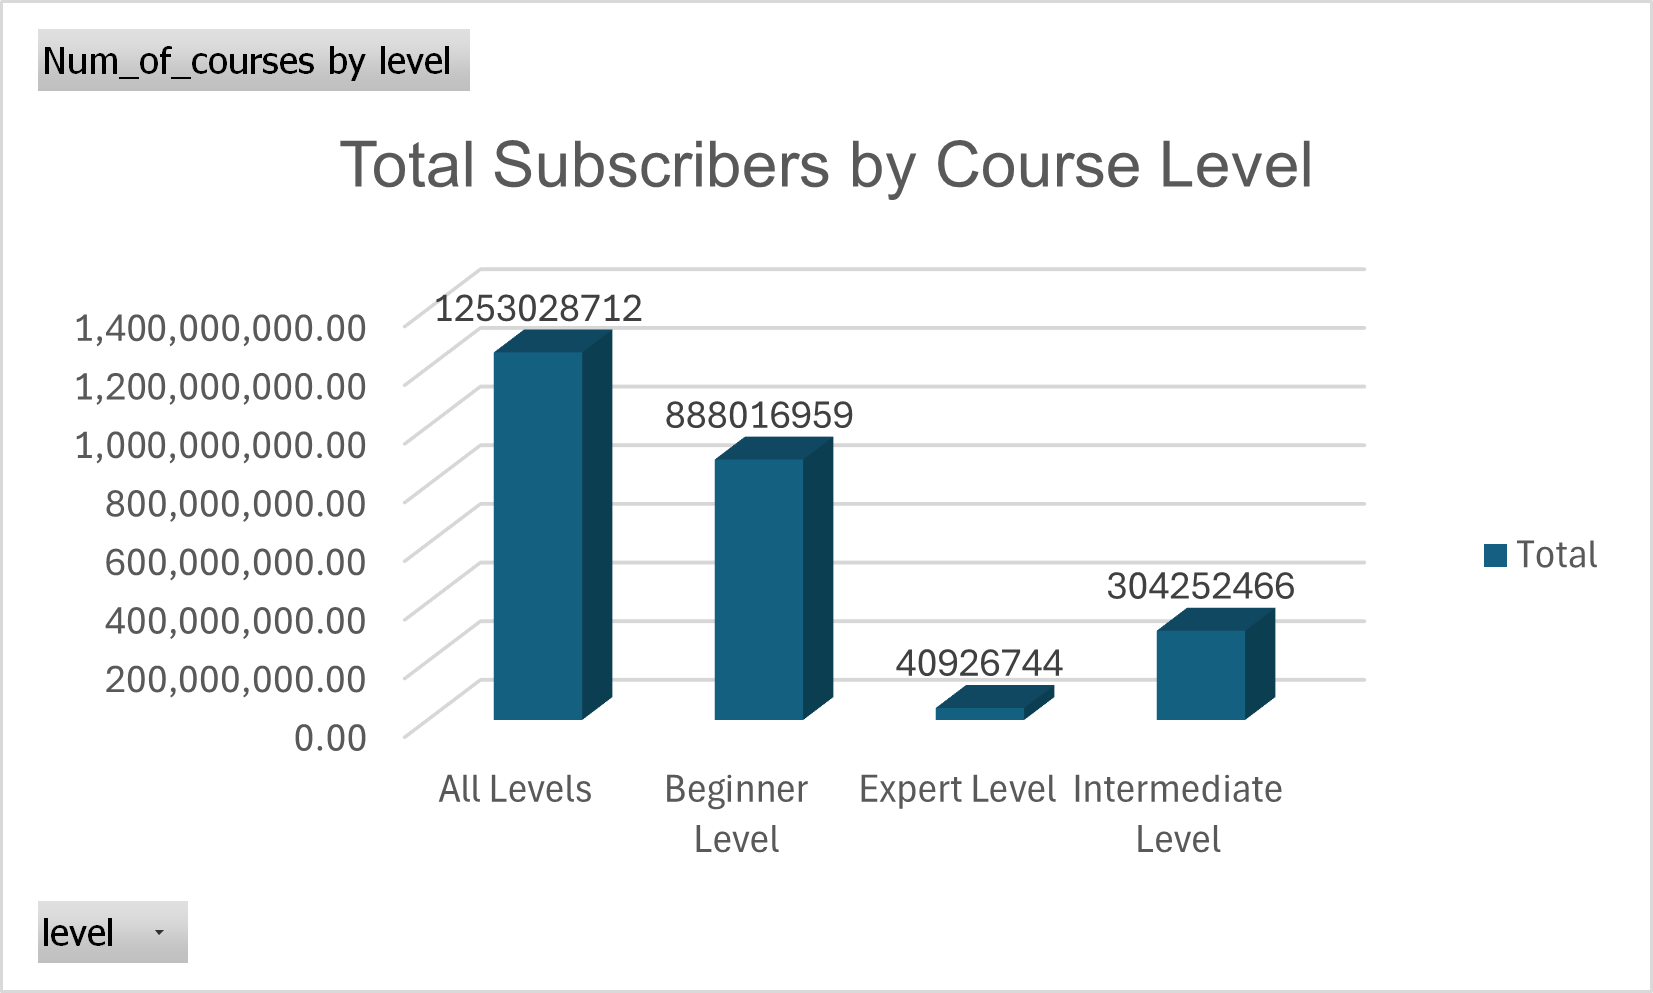 Num_of_courses by level
Total Subscribers by Course Level
1,400,000,000.00
1,200,000,000.00
1,000,000,000.00
800,000,000.00
600,000,000.00
400,000,000.00
200,000,000.00
0.00
1253028712
888016959
40926744
304252466
All Levels
Beginner
Level
Expert Level
Intermediate
Level
Total
level